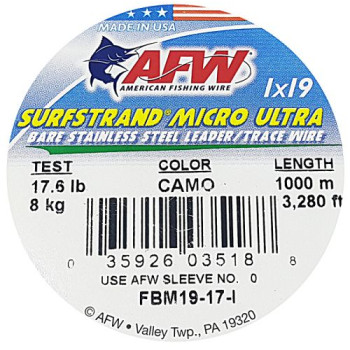 MADE IN USA
AFW
AMERICAN FISHING WIRE
1x19
SURFSTRAND MICRO ULTRA
BARE STAINLESS STEEL LEADER/TRACE WIRE
TEST COLOR LENGTH
17.6 lb CAMO 1000 m
8 kg 3,280 ft
0 35926 03518 8
USE AFW SLEEVE NO. 0
FBM19-17-I
© AFW • Valley Twp., PA 19320